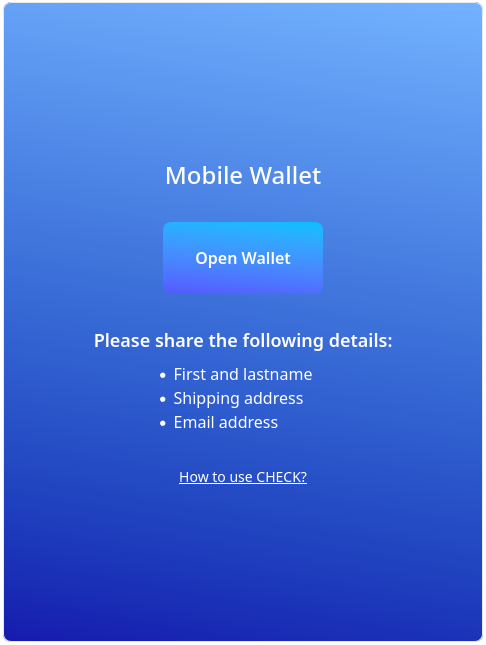 Mobile Wallet
Open Wallet
Please share the following details:
• First and lastname
• Shipping address
• Email address
How to use CHECK?